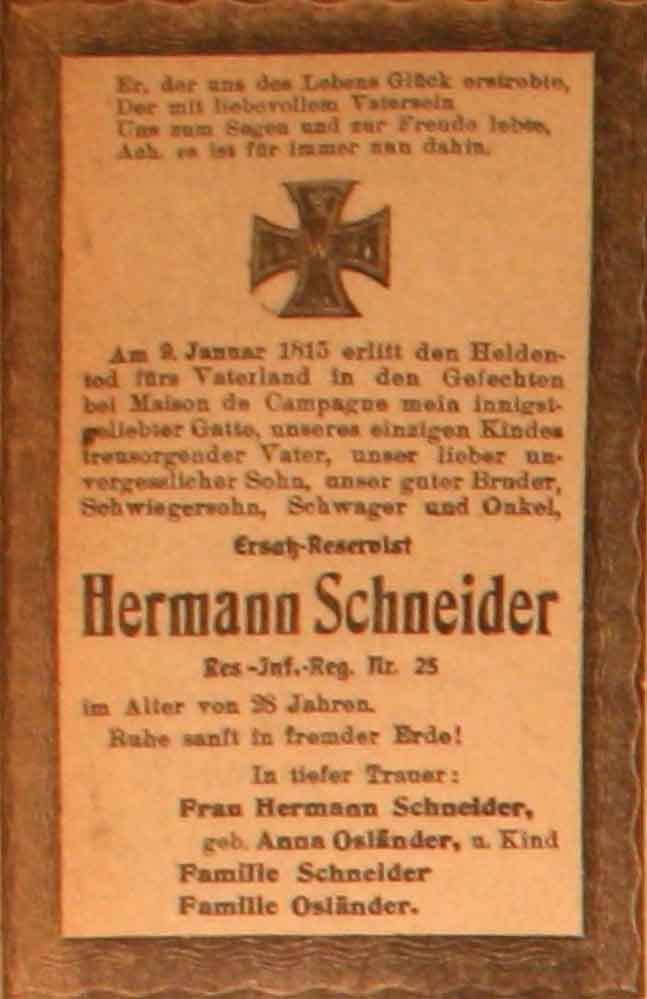 Er, der uns des Lebens Glück erstrebte,
Der mit liebevollem Vatersein
Uns zum Segen und zur Freude lebte,
Ach, es ist für immer nun dahin.
Am 9. Januar 1915 erlitt den Helden-
tod fürs Vaterland in den Gefechten
bei Maison de Campagne mein innigst-
geliebter Gatte, unseres einzigen Kindes
treusorgender Vater, unser lieber un-
vergesslicher Sohn, unser guter Bruder,
Schwiegersohn, Schwager und Onkel,
Ersatz-Reservist
Hermann Schneider
Res.-Inf.-Reg. Nr. 25
im Alter von 28 Jahren.
Ruhe sanft in fremder Erde!
In tiefer Trauer:
Frau Hermann Schneider,
geb. Anna Osländer, u. Kind
Familie Schneider
Familie Osländer.